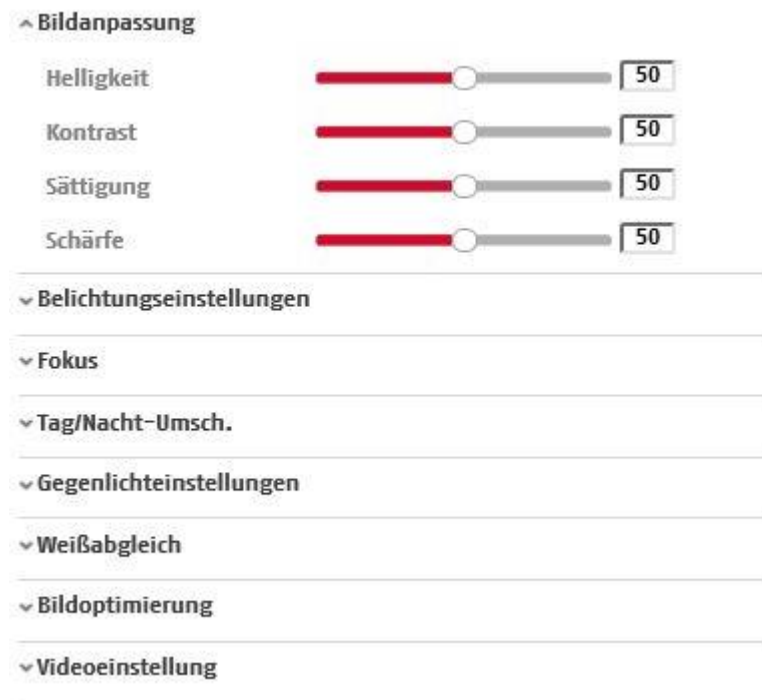 Bildanpassung
Helligkeit 50
Kontrast 50
Sättigung 50
Schärfe 50
Belichtungseinstellungen
Fokus
Tag/Nacht-Umsch.
Gegenlichteinstellungen
Weißabgleich
Bildoptimierung
Videoeinstellung